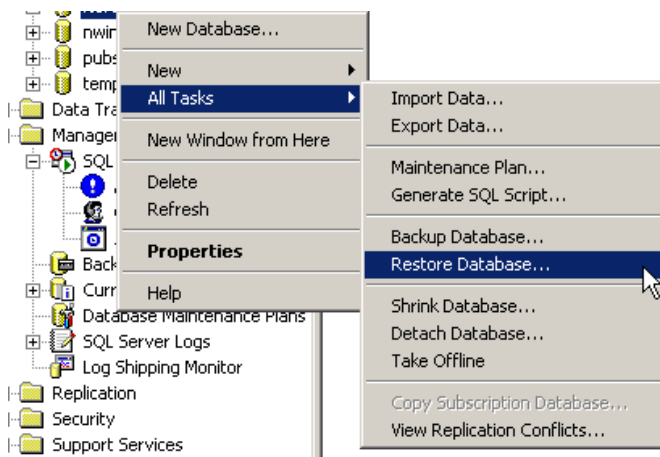 nwin
pubs
temp
Data Tra
Manage
SQL
Back
Curr
Database Maintenance Plans
SQL Server Logs
Log Shipping Monitor
Replication
Security
Support Services
New Database...
New
All Tasks
New Window from Here
Delete
Refresh
Properties
Help
Import Data...
Export Data...
Maintenance Plan...
Generate SQL Script...
Backup Database...
Restore Database...
Shrink Database...
Detach Database...
Take Offline
Copy Subscription Database...
View Replication Conflicts...